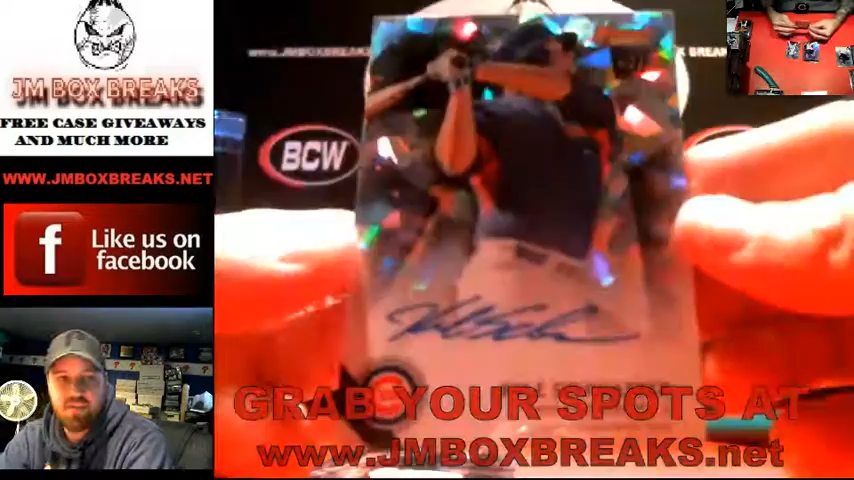 JM BOX BREAKS
FREE CASE GIVEAWAYS
AND MUCH MORE
WWW.JMBOXBREAKS.NET
f Like us on
facebook
BCW
GRAB YOUR SPOTS AT
www.JMBOXBREAKS.net